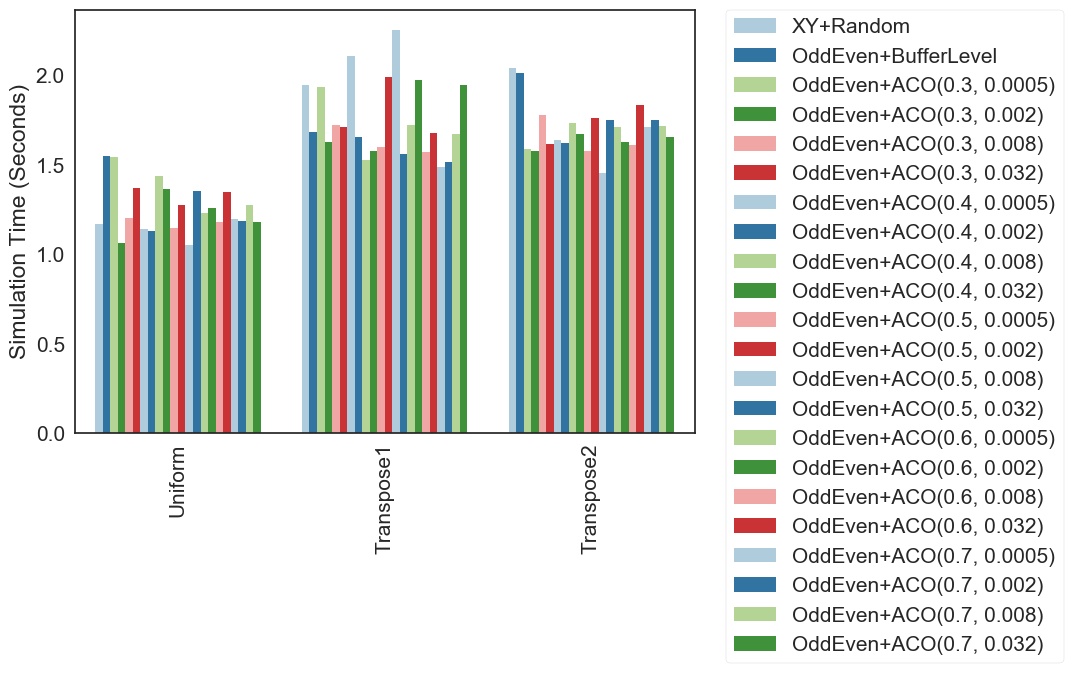 Simulation Time (Seconds)
2.0
1.5
1.0
0.5
0.0
Uniform
Transpose1
Transpose2
XY+Random
OddEven+BufferLevel
OddEven+ACO(0.3, 0.0005)
OddEven+ACO(0.3, 0.002)
OddEven+ACO(0.3, 0.008)
OddEven+ACO(0.3, 0.032)
OddEven+ACO(0.4, 0.0005)
OddEven+ACO(0.4, 0.002)
OddEven+ACO(0.4, 0.008)
OddEven+ACO(0.4, 0.032)
OddEven+ACO(0.5, 0.0005)
OddEven+ACO(0.5, 0.002)
OddEven+ACO(0.5, 0.008)
OddEven+ACO(0.5, 0.032)
OddEven+ACO(0.6, 0.0005)
OddEven+ACO(0.6, 0.002)
OddEven+ACO(0.6, 0.008)
OddEven+ACO(0.6, 0.032)
OddEven+ACO(0.7, 0.0005)
OddEven+ACO(0.7, 0.002)
OddEven+ACO(0.7, 0.008)
OddEven+ACO(0.7, 0.032)